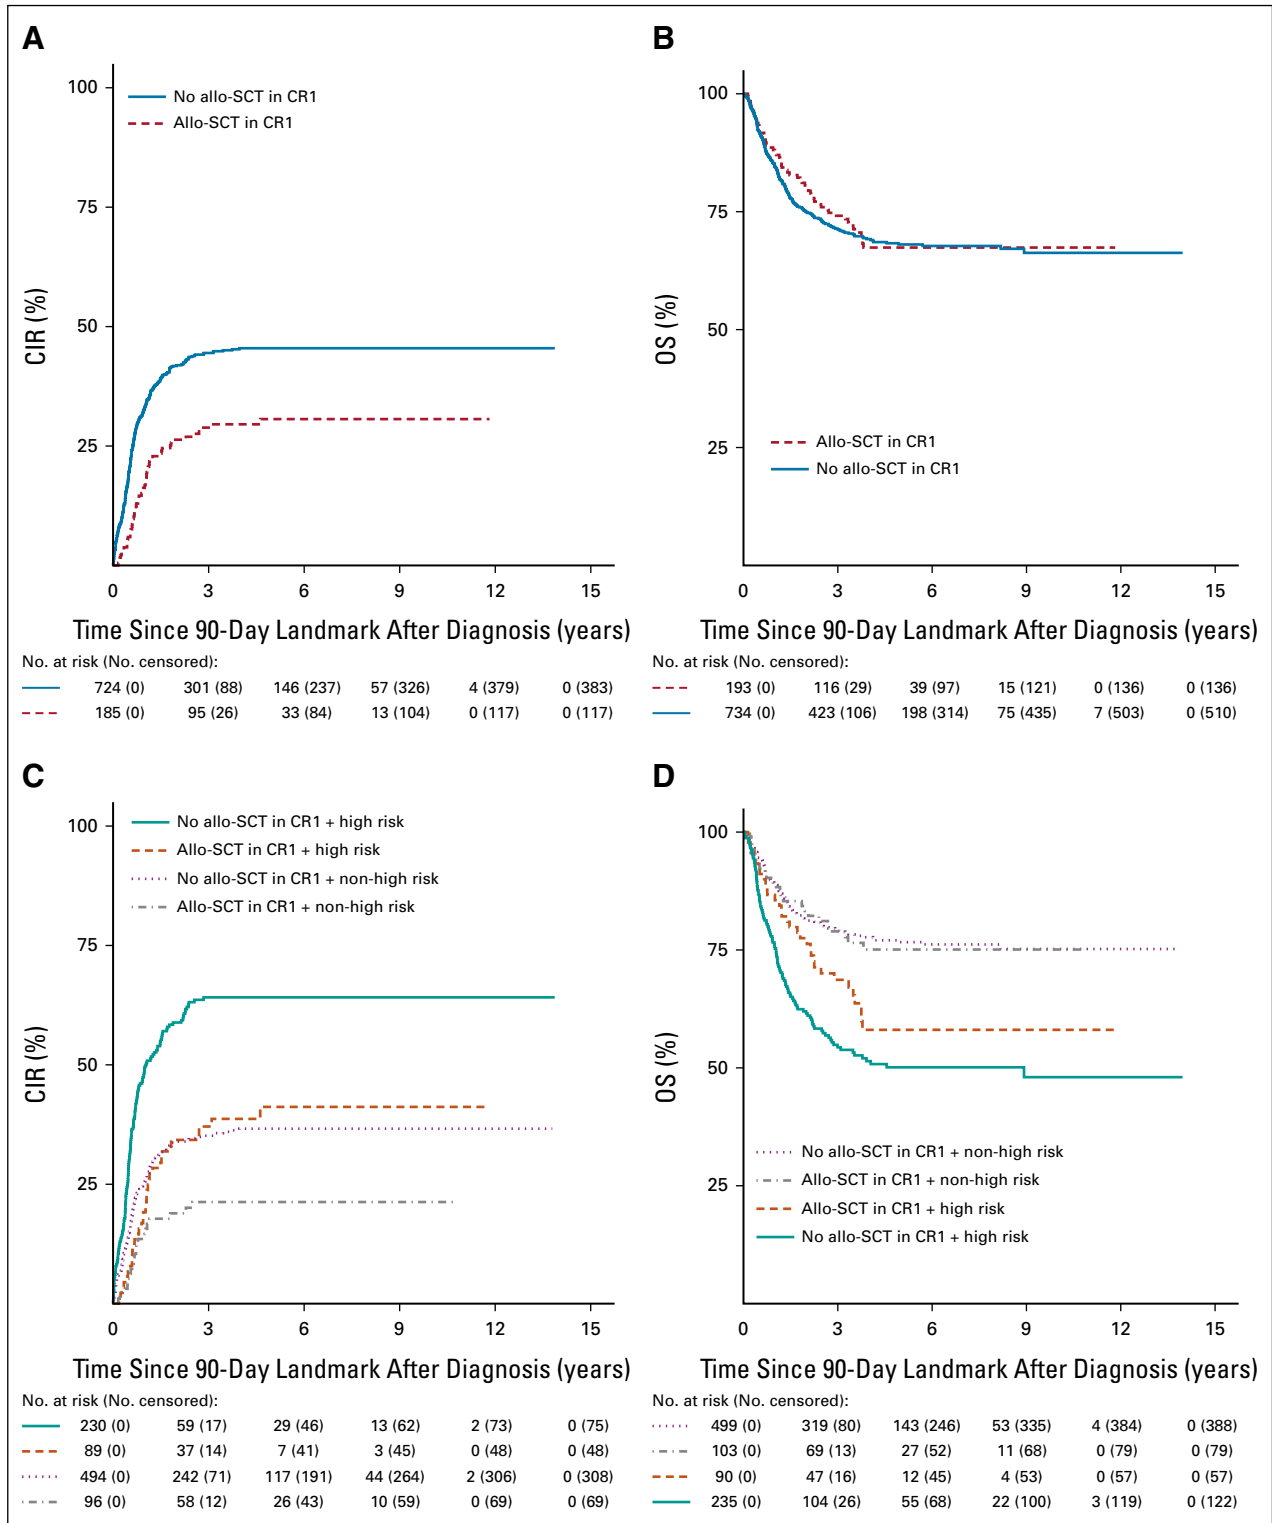 A
100
75
50
25
CIR (%)
No allo-SCT in CR1
Allo-SCT in CR1
0 3 6 9 12 15
Time Since 90-Day Landmark After Diagnosis (years)
No. at risk (No. censored):
724 (0) 301 (88) 146 (237) 57 (326) 4 (379) 0 (383)
185 (0) 95 (26) 33 (84) 13 (104) 0 (117) 0 (117)
B
100
75
50
25
OS (%)
Allo-SCT in CR1
No allo-SCT in CR1
0 3 6 9 12 15
Time Since 90-Day Landmark After Diagnosis (years)
No. at risk (No. censored):
193 (0) 116 (29) 39 (97) 15 (121) 0 (136) 0 (136)
734 (0) 423 (106) 198 (314) 75 (435) 7 (503) 0 (510)
C
100
75
50
25
CIR (%)
No allo-SCT in CR1 + high risk
Allo-SCT in CR1 + high risk
No allo-SCT in CR1 + non-high risk
Allo-SCT in CR1 + non-high risk
0 3 6 9 12 15
Time Since 90-Day Landmark After Diagnosis (years)
No. at risk (No. censored):
230 (0) 59 (17) 29 (46) 13 (62) 2 (73) 0 (75)
89 (0) 37 (14) 7 (41) 3 (45) 0 (48) 0 (48)
494 (0) 242 (71) 117 (191) 44 (264) 2 (306) 0 (308)
96 (0) 58 (12) 26 (43) 10 (59) 0 (69) 0 (69)
D
100
75
50
25
OS (%)
No allo-SCT in CR1 + non-high risk
Allo-SCT in CR1 + non-high risk
Allo-SCT in CR1 + high risk
No allo-SCT in CR1 + high risk
0 3 6 9 12 15
Time Since 90-Day Landmark After Diagnosis (years)
No. at risk (No. censored):
499 (0) 319 (80) 143 (246) 53 (335) 4 (384) 0 (388)
103 (0) 69 (13) 27 (52) 11 (68) 0 (79) 0 (79)
90 (0) 47 (16) 12 (45) 4 (53) 0 (57) 0 (57)
235 (0) 104 (26) 55 (68) 22 (100) 3 (119) 0 (122)